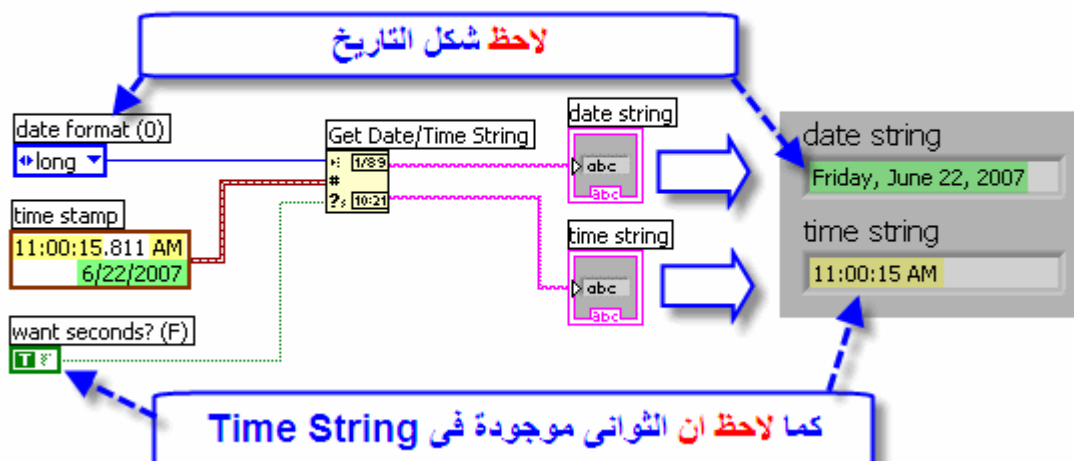 لاحظ شكل التاريخ
date format (0)
long
Get Date/Time String
1/89
#
?s 10:21
date string
abc
abc
time string
abc
abc
time stamp
11:00:15.811 AM
6/22/2007
want seconds? (F)
T
date string
Friday, June 22, 2007
time string
11:00:15 AM
كما لاحظ ان الثوانى موجودة فى Time String